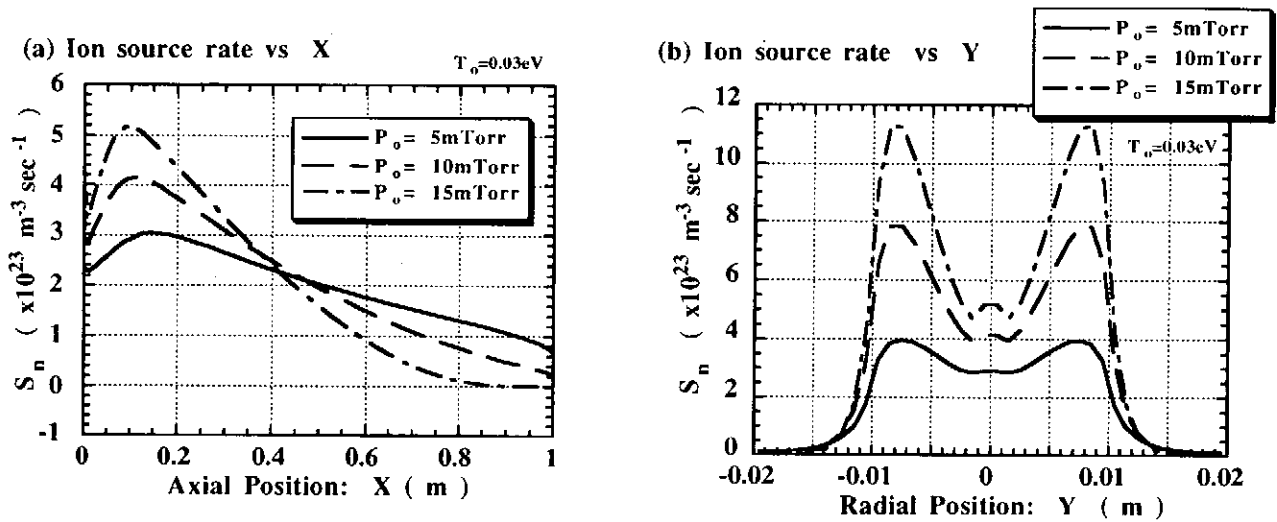 (a) Ion source rate vs X
T₀=0.03eV
P₀= 5mTorr
P₀= 10mTorr
P₀= 15mTorr
S_n ( x10²³ m⁻³ sec⁻¹ )
6
5
4
3
2
1
0
-1
0 0.2 0.4 0.6 0.8 1
Axial Position: X ( m )
(b) Ion source rate vs Y
P₀= 5mTorr
P₀= 10mTorr
P₀= 15mTorr
T₀=0.03eV
S_n ( x10²³ m⁻³ sec⁻¹ )
12
10
8
6
4
2
0
-0.02 -0.01 0 0.01 0.02
Radial Position: Y ( m )